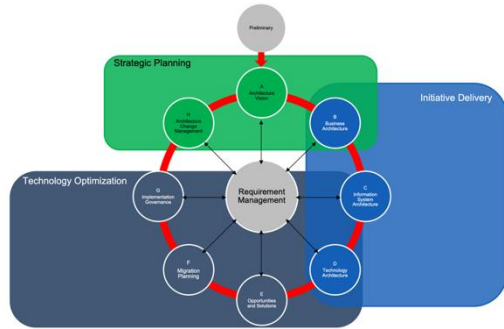 Preliminary
Strategic Planning
A
Architecture
Vision
Initiative Delivery
H
Architecture
Change
Management
B
Business
Architecture
Technology Optimization
G
Implementation
Governance
Requirement
Management
C
Information
System
Architecture
F
Migration
Planning
D
Technology
Architecture
E
Opportunities
and Solutions